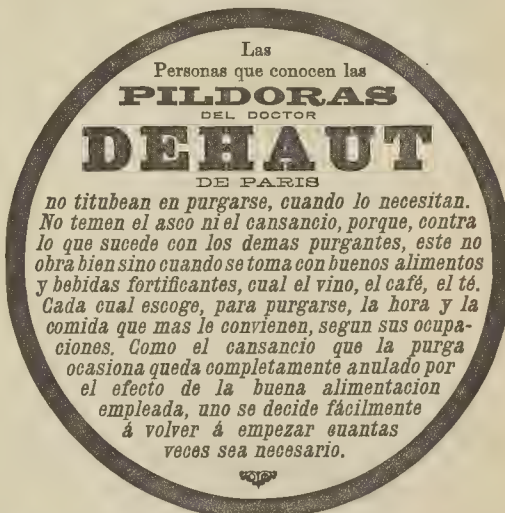 Las
Personas que conocen las
PILDORAS
DEL DOCTOR
DEHAUT
DE PARIS
no titubean en purgarse, cuando lo necesitan.
No temen el asco ni el cansancio, porque, contra
lo que sucede con los demas purgantes, este no
obra bien sino cuando se toma con buenos alimentos
y bebidas fortificantes, cual el vino, el café, el té.
Cada cual escoge, para purgarse, la hora y la
comida que mas le convienen, segun sus ocupa-
ciones. Como el cansancio que la purga
ocasiona queda completamente anulado por
el efecto de la buena alimentacion
empleada, uno se decide fácilmente
á volver á empezar cuantas
veces sea necesario.